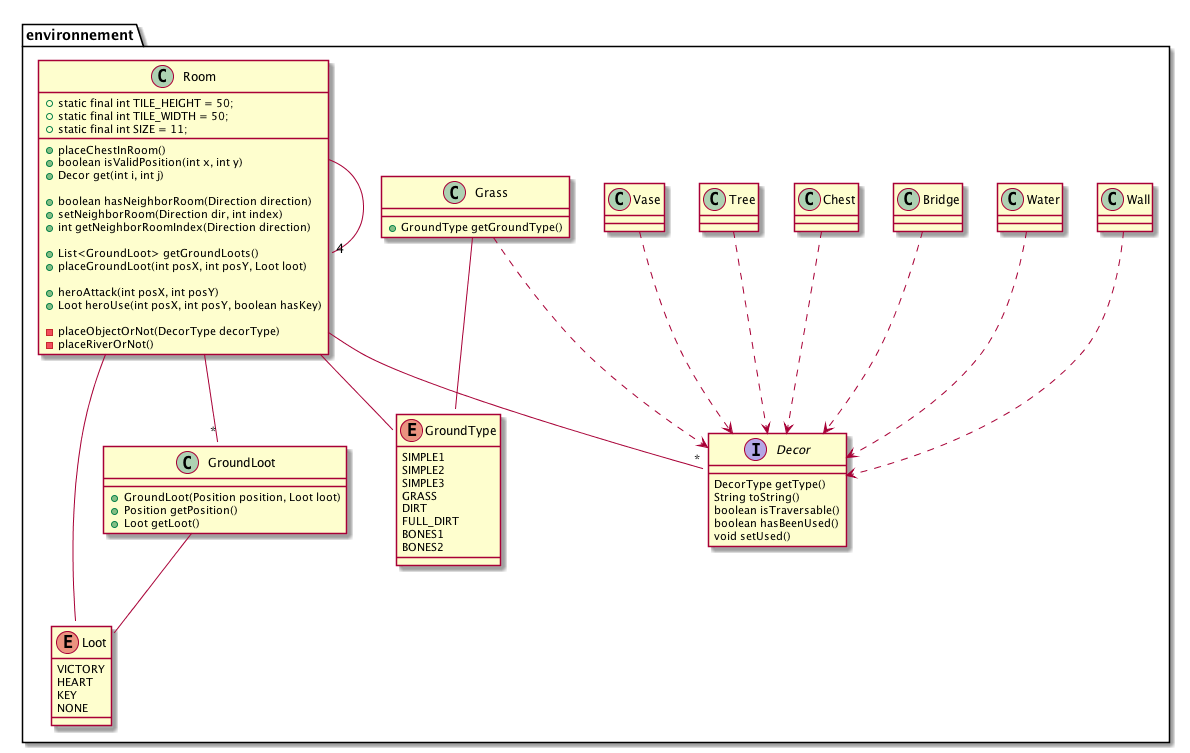 environnement
C Room
static final int TILE_HEIGHT = 50;
static final int TILE_WIDTH = 50;
static final int SIZE = 11;
placeChestInRoom()
boolean isValidPosition(int x, int y)
Decor get(int i, int j)
boolean hasNeighborRoom(Direction direction)
setNeighborRoom(Direction dir, int index)
int getNeighborRoomIndex(Direction direction)
List<GroundLoot> getGroundLoots()
placeGroundLoot(int posX, int posY, Loot loot)
heroAttack(int posX, int posY)
Loot heroUse(int posX, int posY, boolean hasKey)
placeObjectOrNot(DecorType decorType)
placeRiverOrNot()
4
C Grass
GroundType getGroundType()
C Vase
C Tree
C Chest
C Bridge
C Water
C Wall
*
C GroundLoot
GroundLoot(Position position, Loot loot)
Position getPosition()
Loot getLoot()
E GroundType
SIMPLE1
SIMPLE2
SIMPLE3
GRASS
DIRT
FULL_DIRT
BONES1
BONES2
*
I Decor
DecorType getType()
String toString()
boolean isTraversable()
boolean hasBeenUsed()
void setUsed()
E Loot
VICTORY
HEART
KEY
NONE